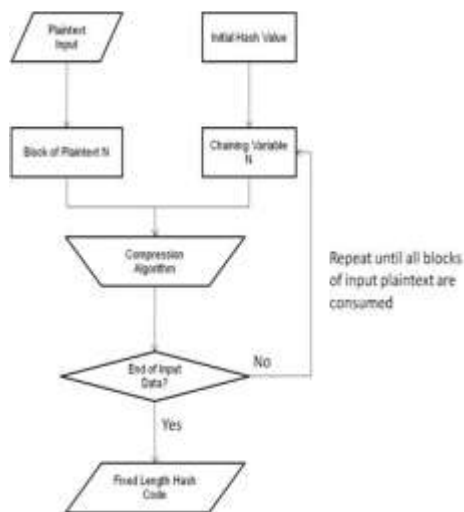 Plaintext
Input
Initial Hash Value
Block of Plaintext N
Chaining Variable
N
Compression
Algorithm
Repeat until all blocks
of input plaintext are
consumed
End of Input
Data?
No
Yes
Fixed Length Hash
Code